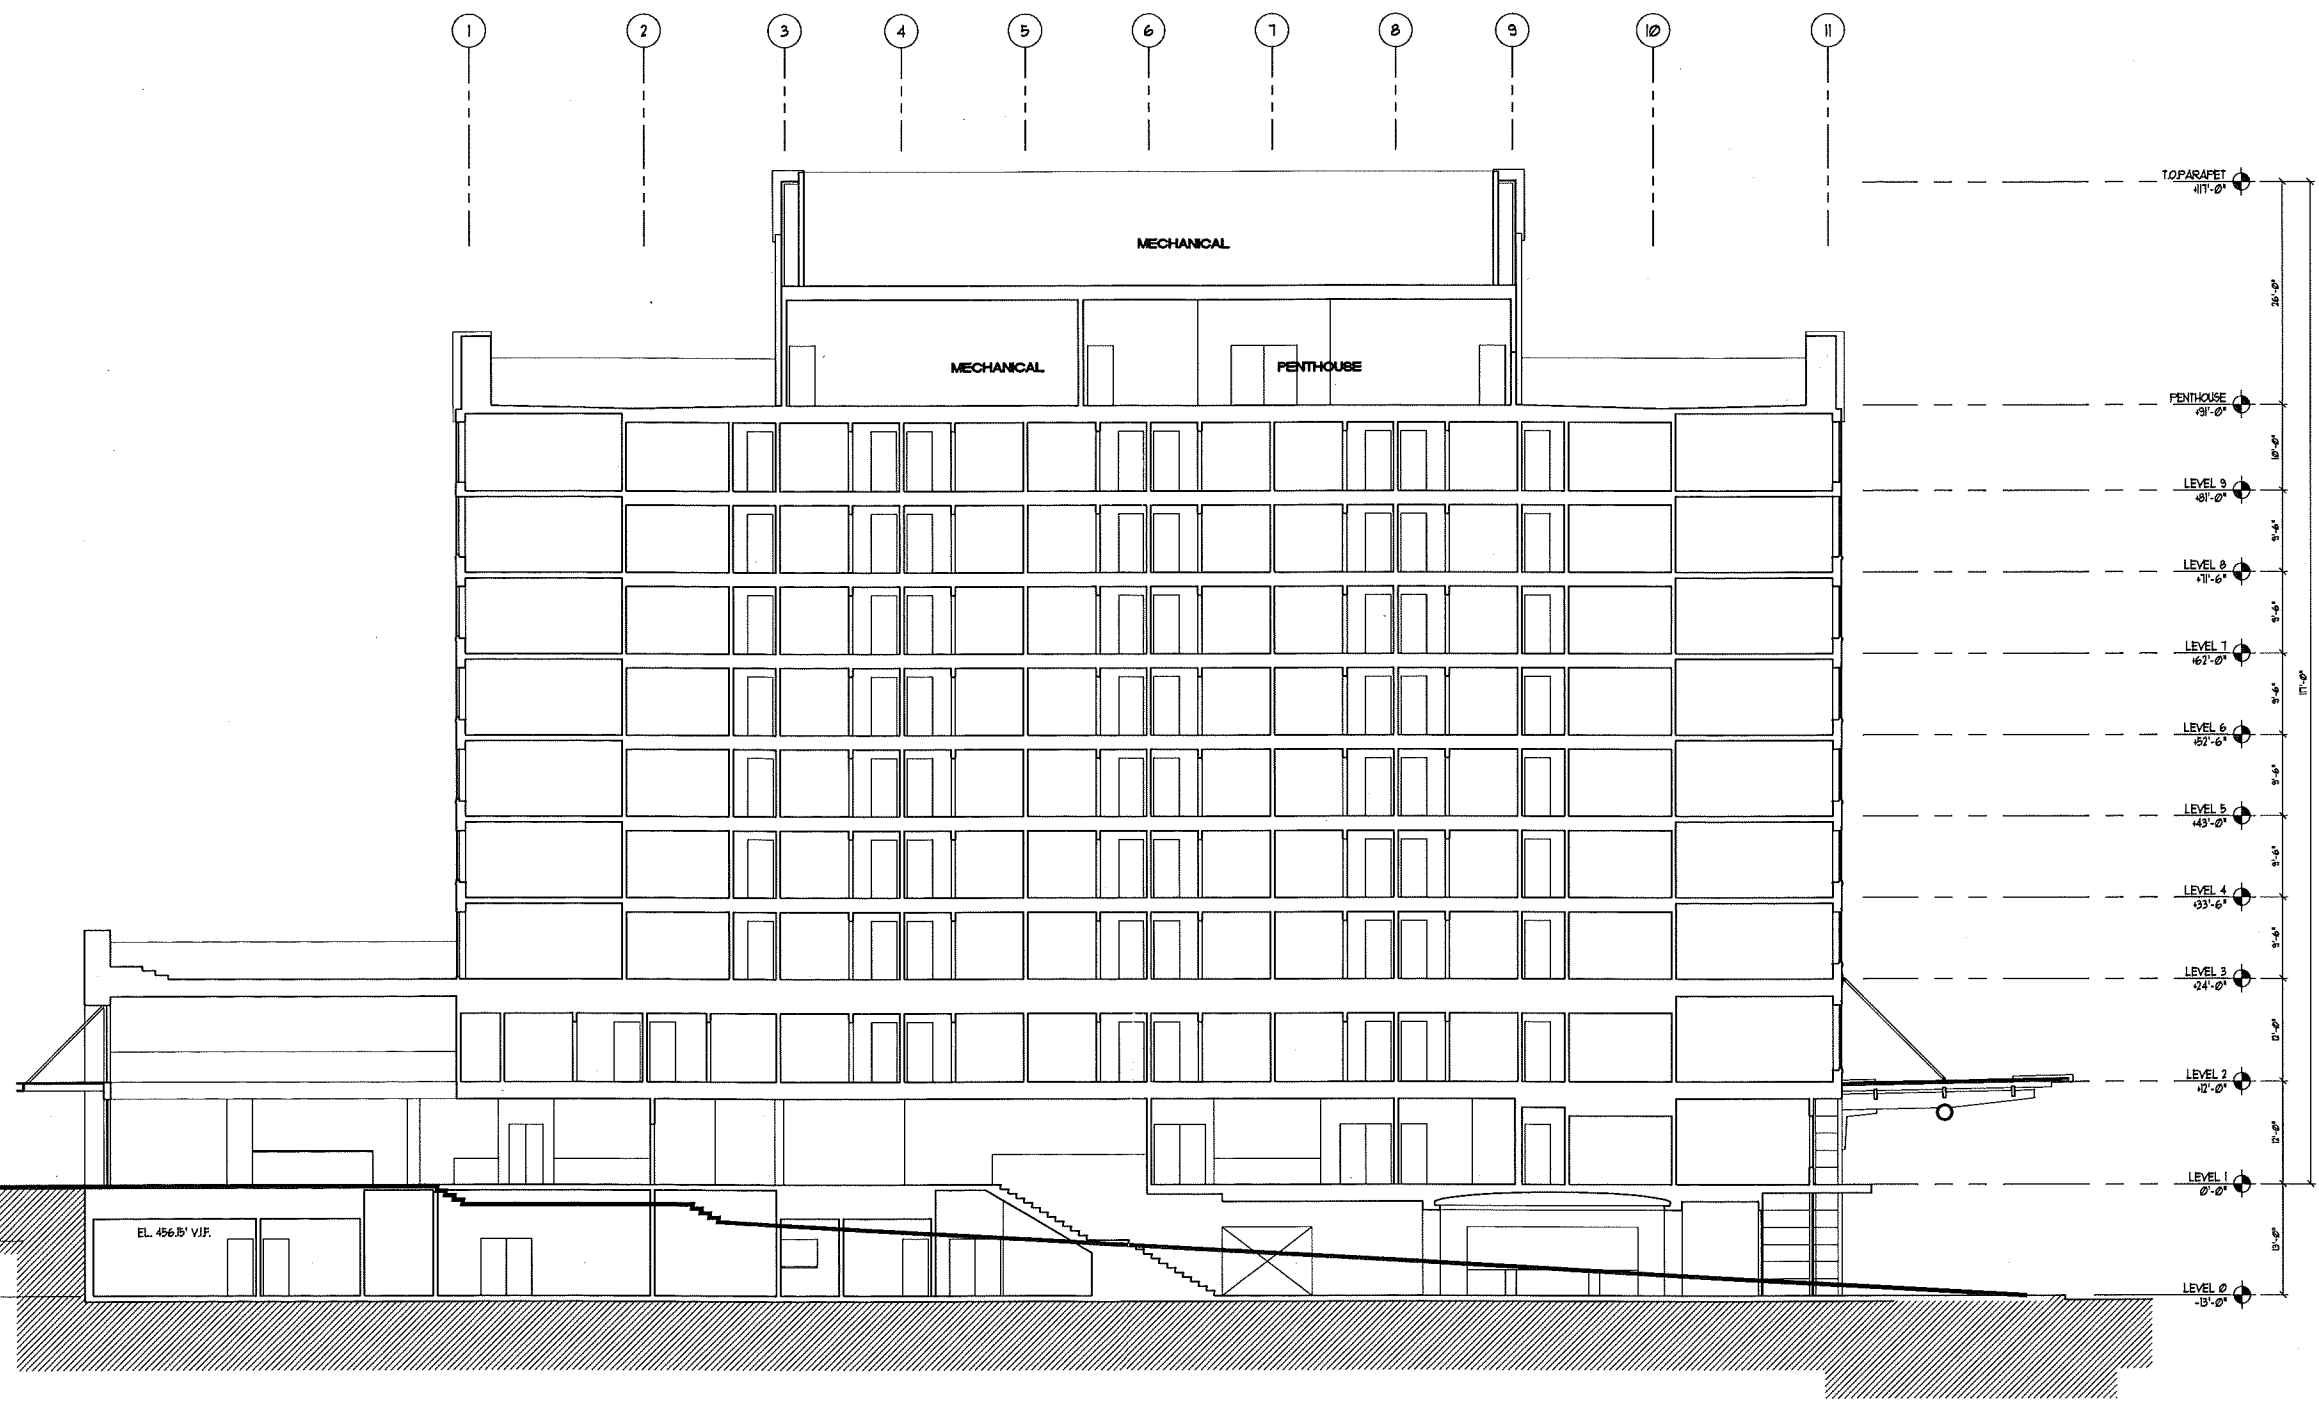 1 2 3 4 5 6 7 8 9 10 11
T.O.PARAPET
+117'-0"
MECHANICAL
26'-0"
MECHANICAL
PENTHOUSE
PENTHOUSE
+91'-0"
10'-0"
LEVEL 9
+81'-0"
9'-6"
LEVEL 8
+71'-6"
9'-6"
LEVEL 7
+62'-0"
9'-6"
117'-0"
LEVEL 6
+52'-6"
9'-6"
LEVEL 5
+43'-0"
9'-6"
LEVEL 4
+33'-6"
9'-6"
LEVEL 3
+24'-0"
12'-0"
LEVEL 2
+12'-0"
12'-0"
LEVEL 1
0'-0"
EL. 456.15' V.I.F.
13'-0"
LEVEL 0
-13'-0"